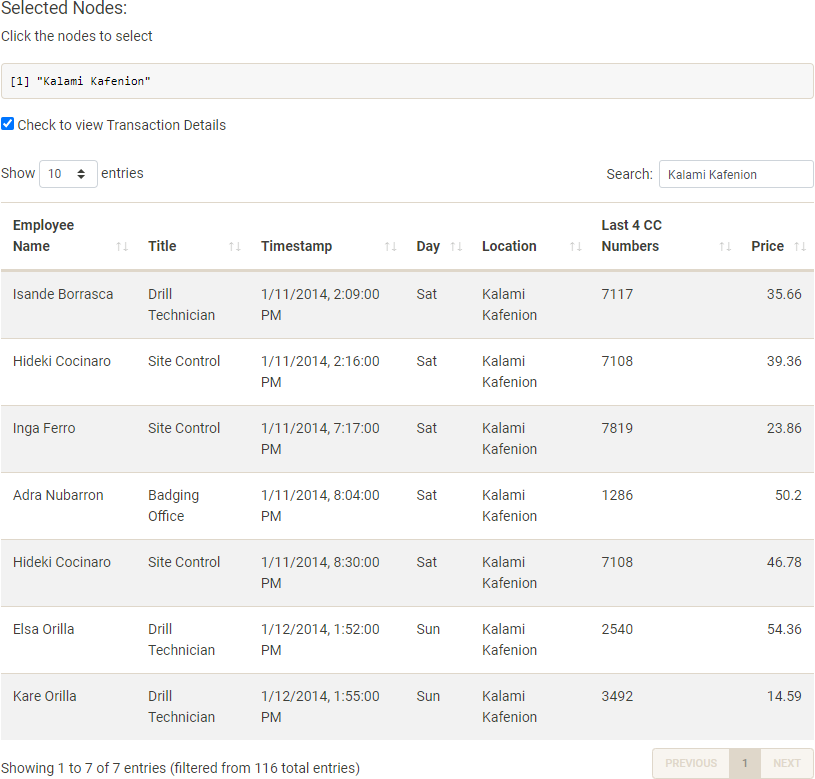 Selected Nodes:
Click the nodes to select
[1] "Kalami Kafenion"
Check to view Transaction Details
Show 10 entries Search: Kalami Kafenion
Employee Name Title Timestamp Day Location Last 4 CC Numbers Price
Isande Borrasca Drill Technician 1/11/2014, 2:09:00 PM Sat Kalami Kafenion 7117 35.66
Hideki Cocinaro Site Control 1/11/2014, 2:16:00 PM Sat Kalami Kafenion 7108 39.36
Inga Ferro Site Control 1/11/2014, 7:17:00 PM Sat Kalami Kafenion 7819 23.86
Adra Nubarron Badging Office 1/11/2014, 8:04:00 PM Sat Kalami Kafenion 1286 50.2
Hideki Cocinaro Site Control 1/11/2014, 8:30:00 PM Sat Kalami Kafenion 7108 46.78
Elsa Orilla Drill Technician 1/12/2014, 1:52:00 PM Sun Kalami Kafenion 2540 54.36
Kare Orilla Drill Technician 1/12/2014, 1:55:00 PM Sun Kalami Kafenion 3492 14.59
Showing 1 to 7 of 7 entries (filtered from 116 total entries) PREVIOUS 1 NEXT